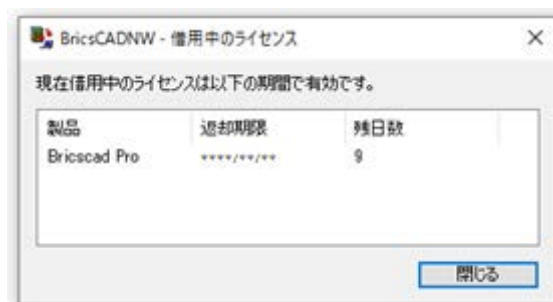 BricsCADNW - 借用中のライセンス
現在借用中のライセンスは以下の期間で有効です。
製品 返却期限 残日数
Bricscad Pro ****/**/** 9
閉じる